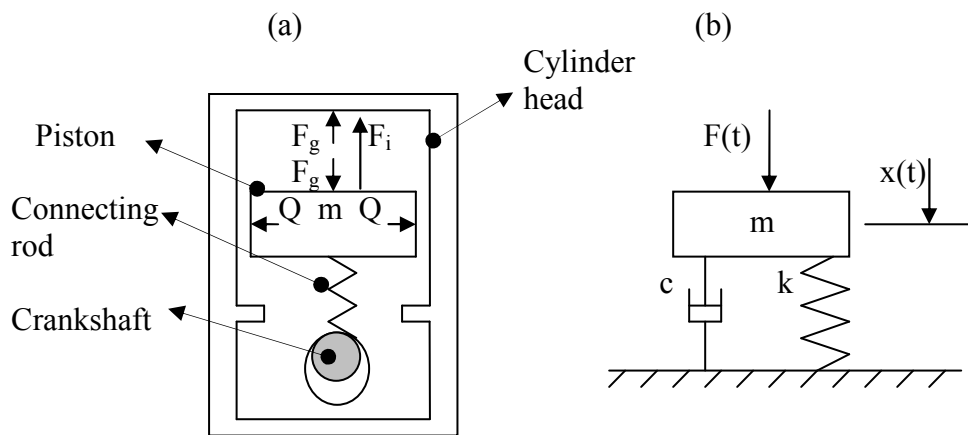 (a)
(b)
Cylinder
head
Piston
F_g F_i
F_g
Q m Q
Connecting
rod
Crankshaft
F(t)
x(t)
m
c
k